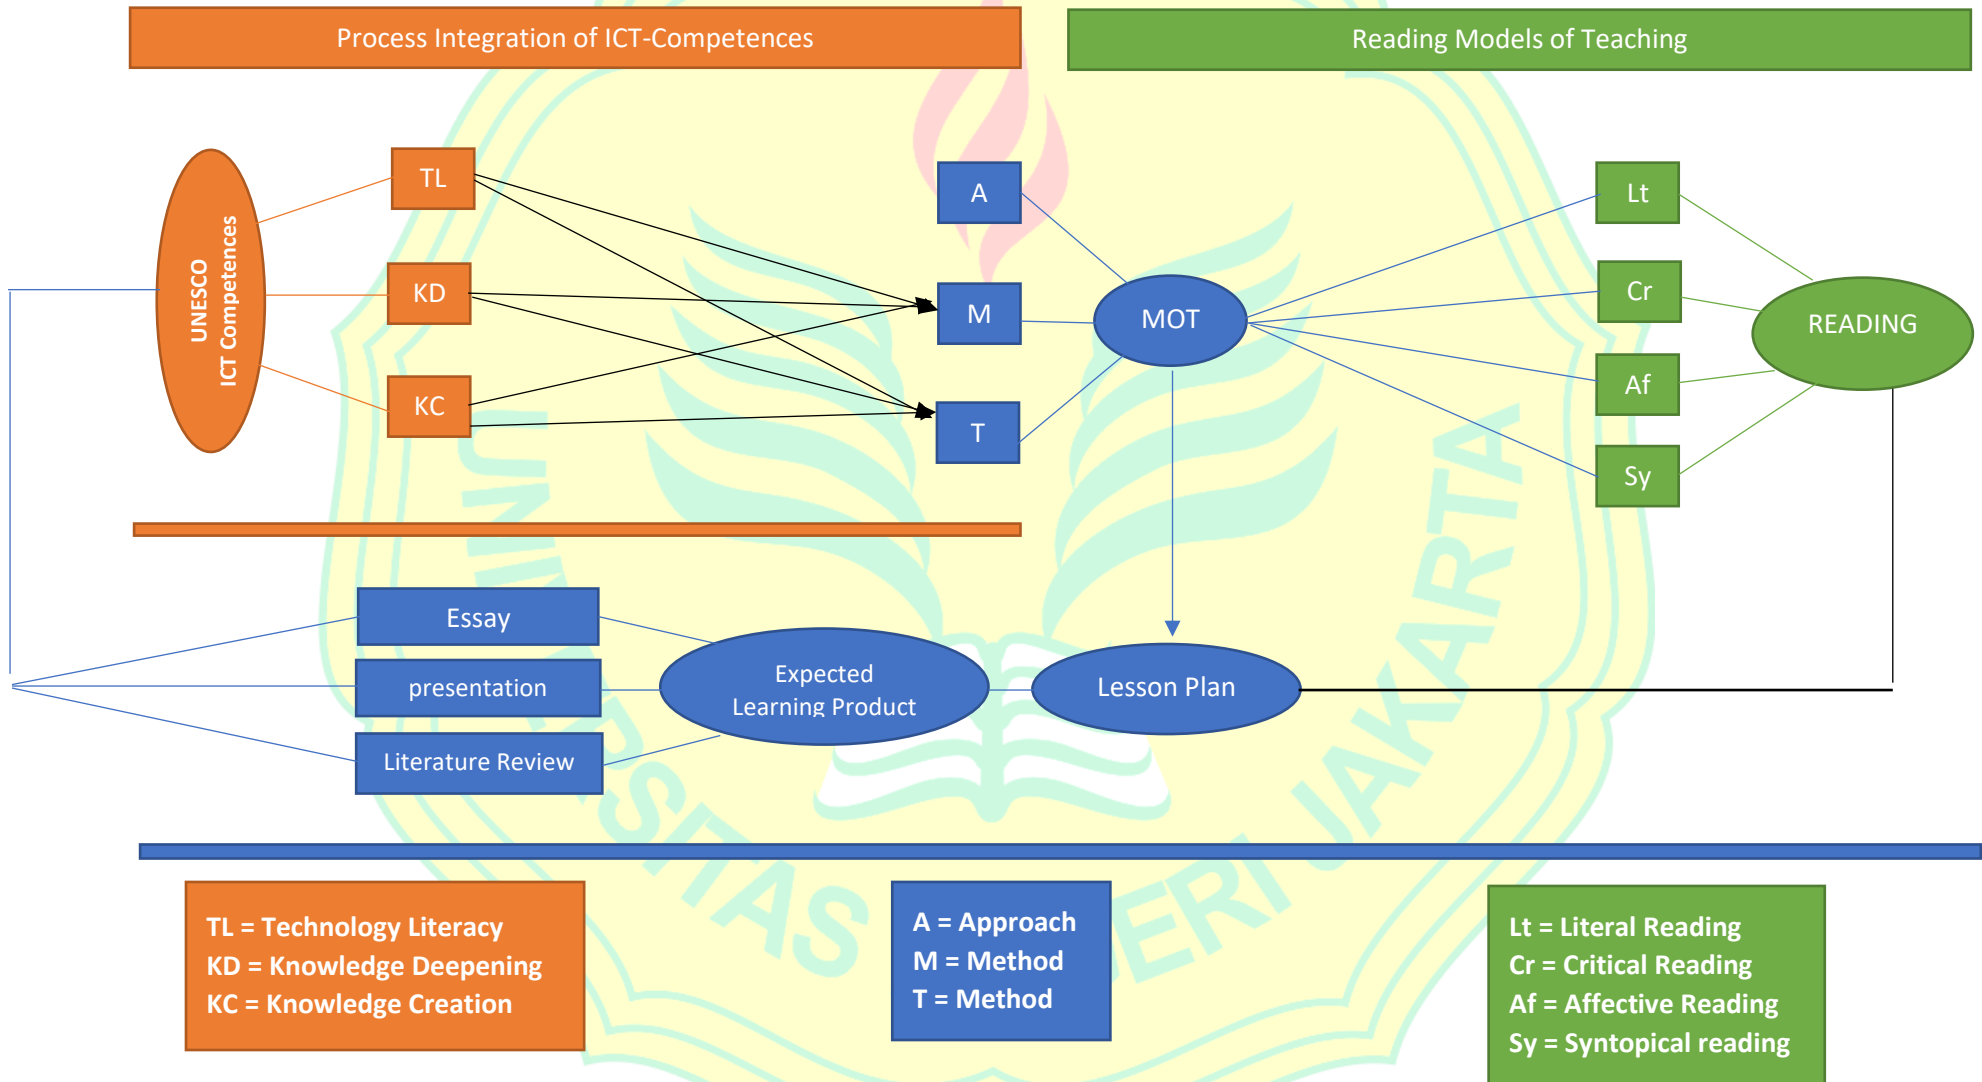 Process Integration of ICT-Competences
Reading Models of Teaching
UNESCO
ICT Competences
TL
KD
KC
A
M
T
MOT
Lt
Cr
Af
Sy
READING
Essay
presentation
Literature Review
Expected
Learning Product
Lesson Plan
TL = Technology Literacy
KD = Knowledge Deepening
KC = Knowledge Creation
A = Approach
M = Method
T = Method
Lt = Literal Reading
Cr = Critical Reading
Af = Affective Reading
Sy = Syntopical reading
JAKARTA